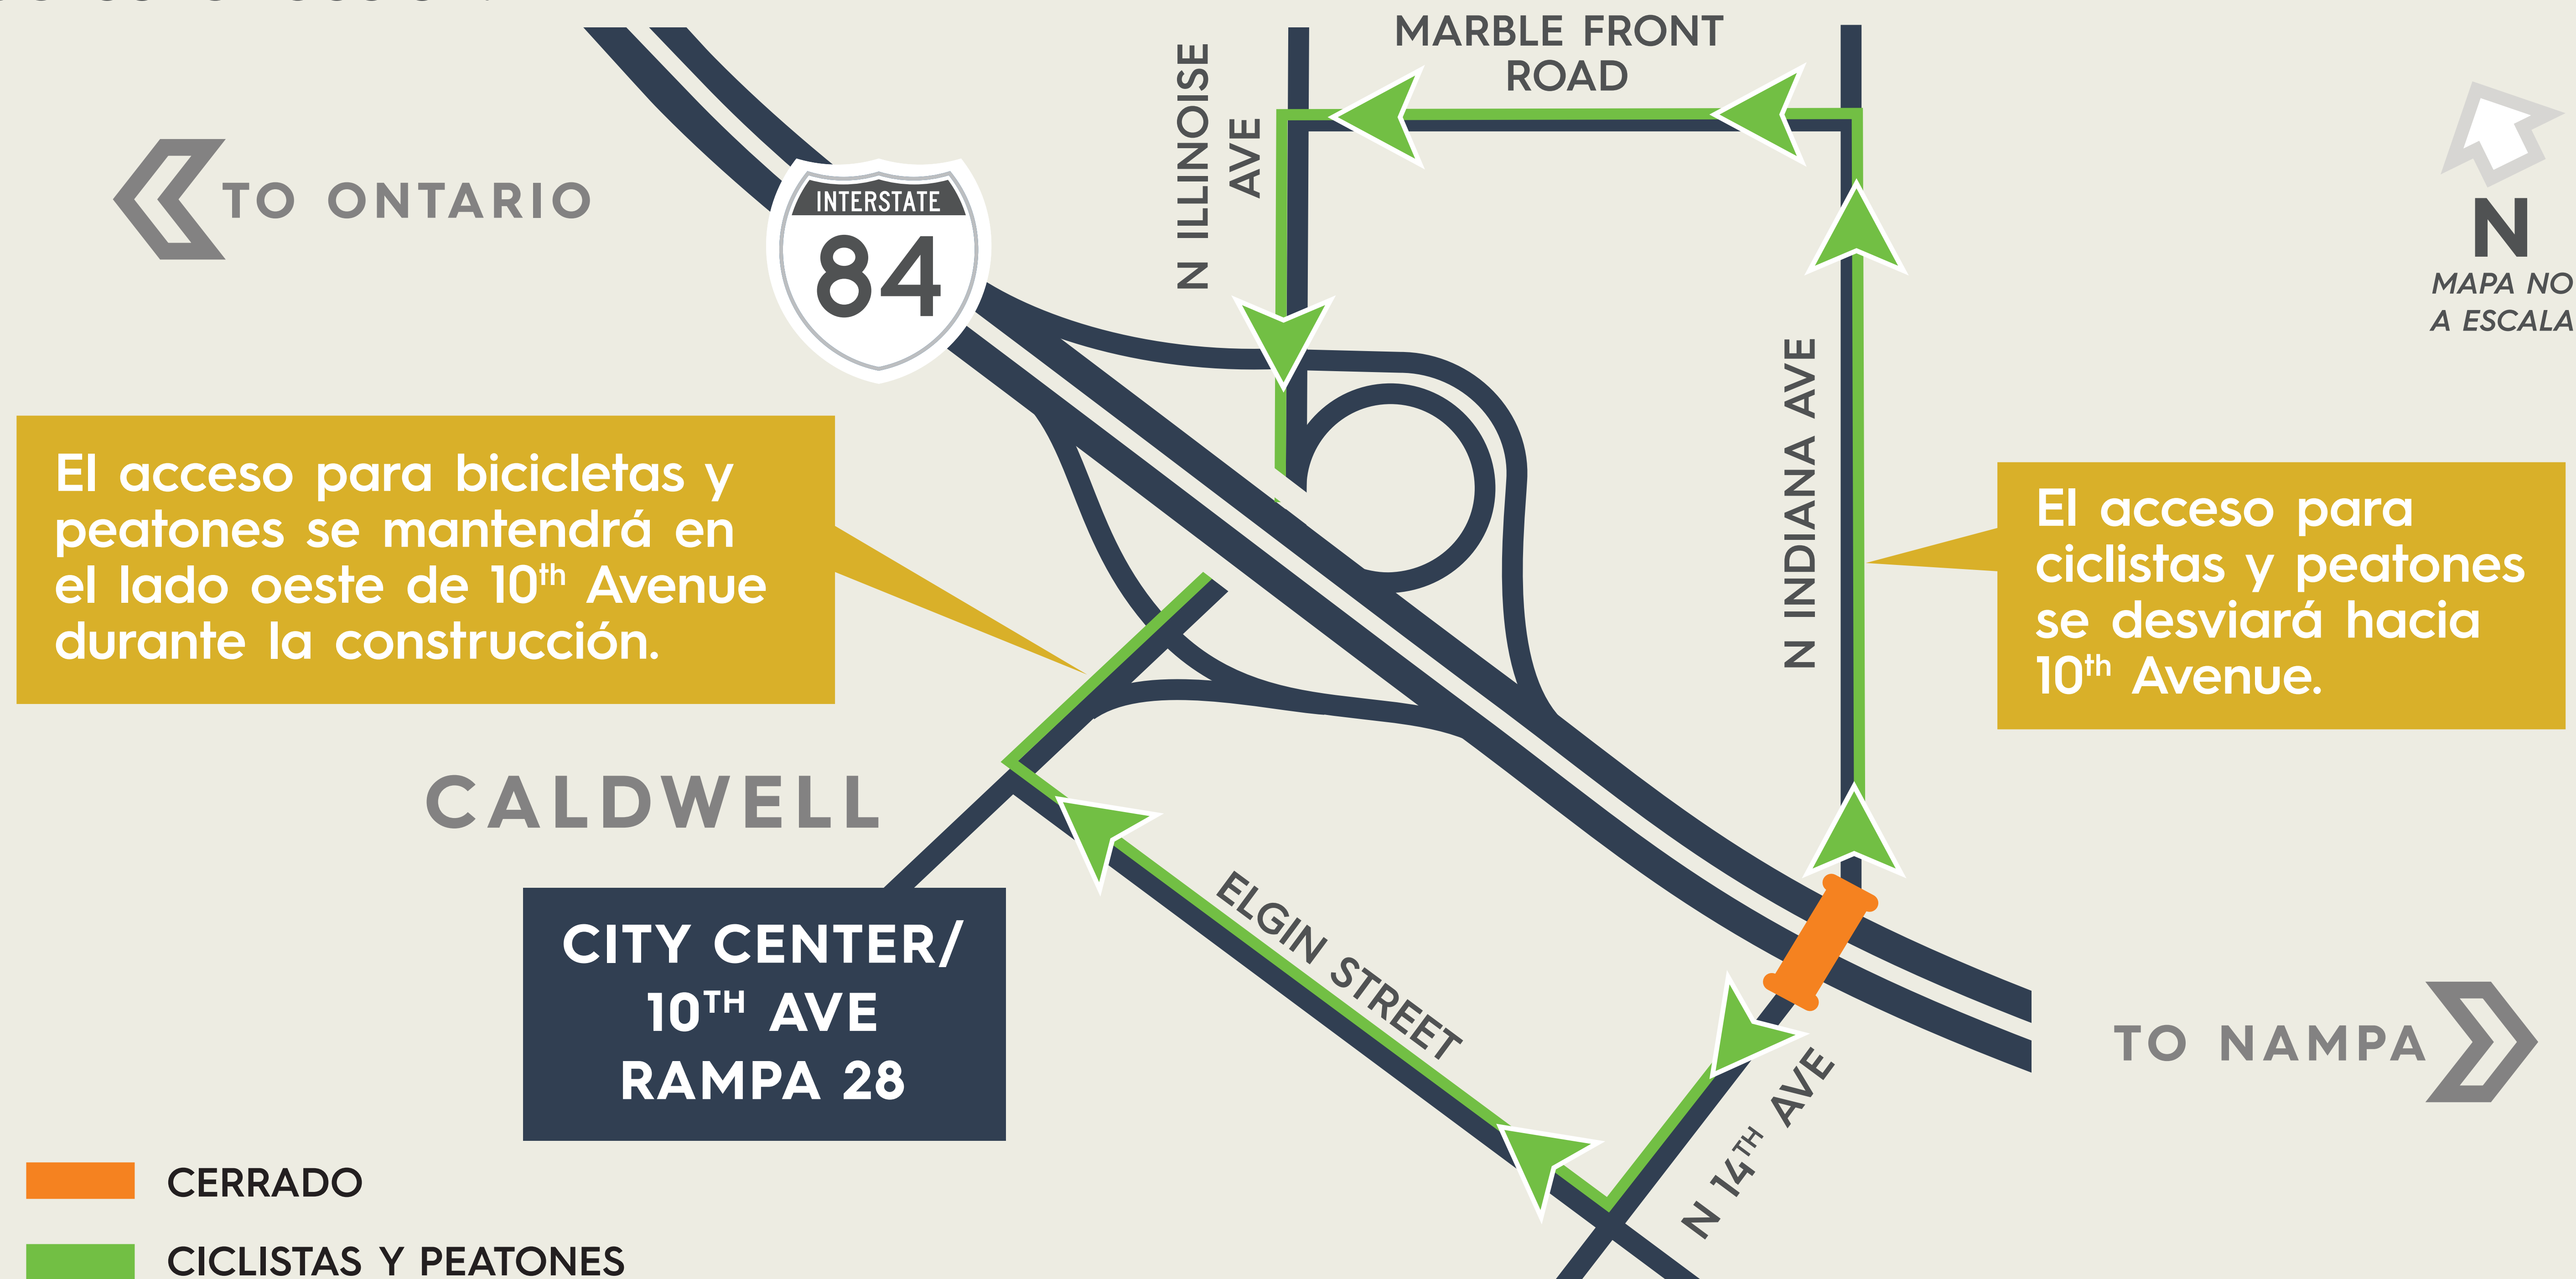 MARBLE FRONT
ROAD
N ILLINOISE
AVE
INTERSTATE
84
TO ONTARIO
N
MAPA NO
A ESCALA
N INDIANA AVE
El acceso para bicicletas y
peatones se mantendrá en
el lado oeste de 10th Avenue
durante la construcción.
El acceso para
ciclistas y peatones
se desviará hacia
10th Avenue.
CALDWELL
CITY CENTER/
10TH AVE
RAMPA 28
ELGIN STREET
N 14TH AVE
TO NAMPA
CERRADO
CICLISTAS Y PEATONES